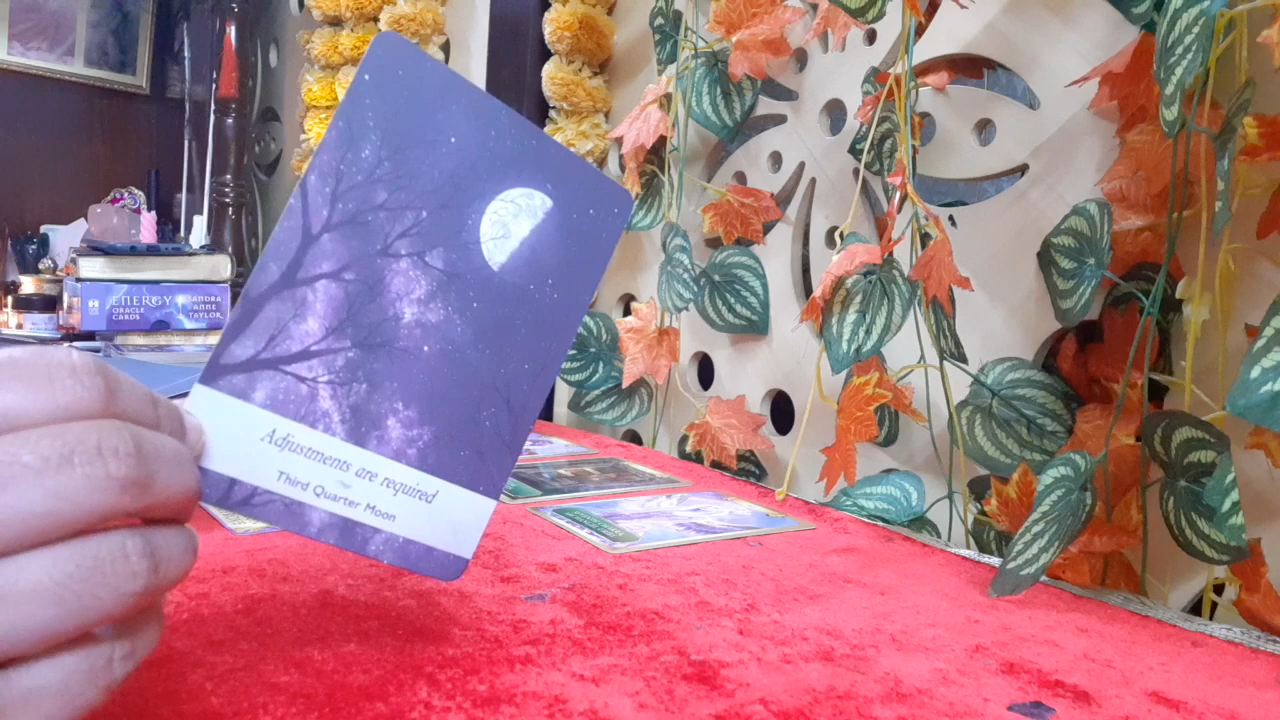 Adjustments are required
Third Quarter Moon
ENERGY
ORACLE
CARDS
SANDRA
ANNE
TAYLOR